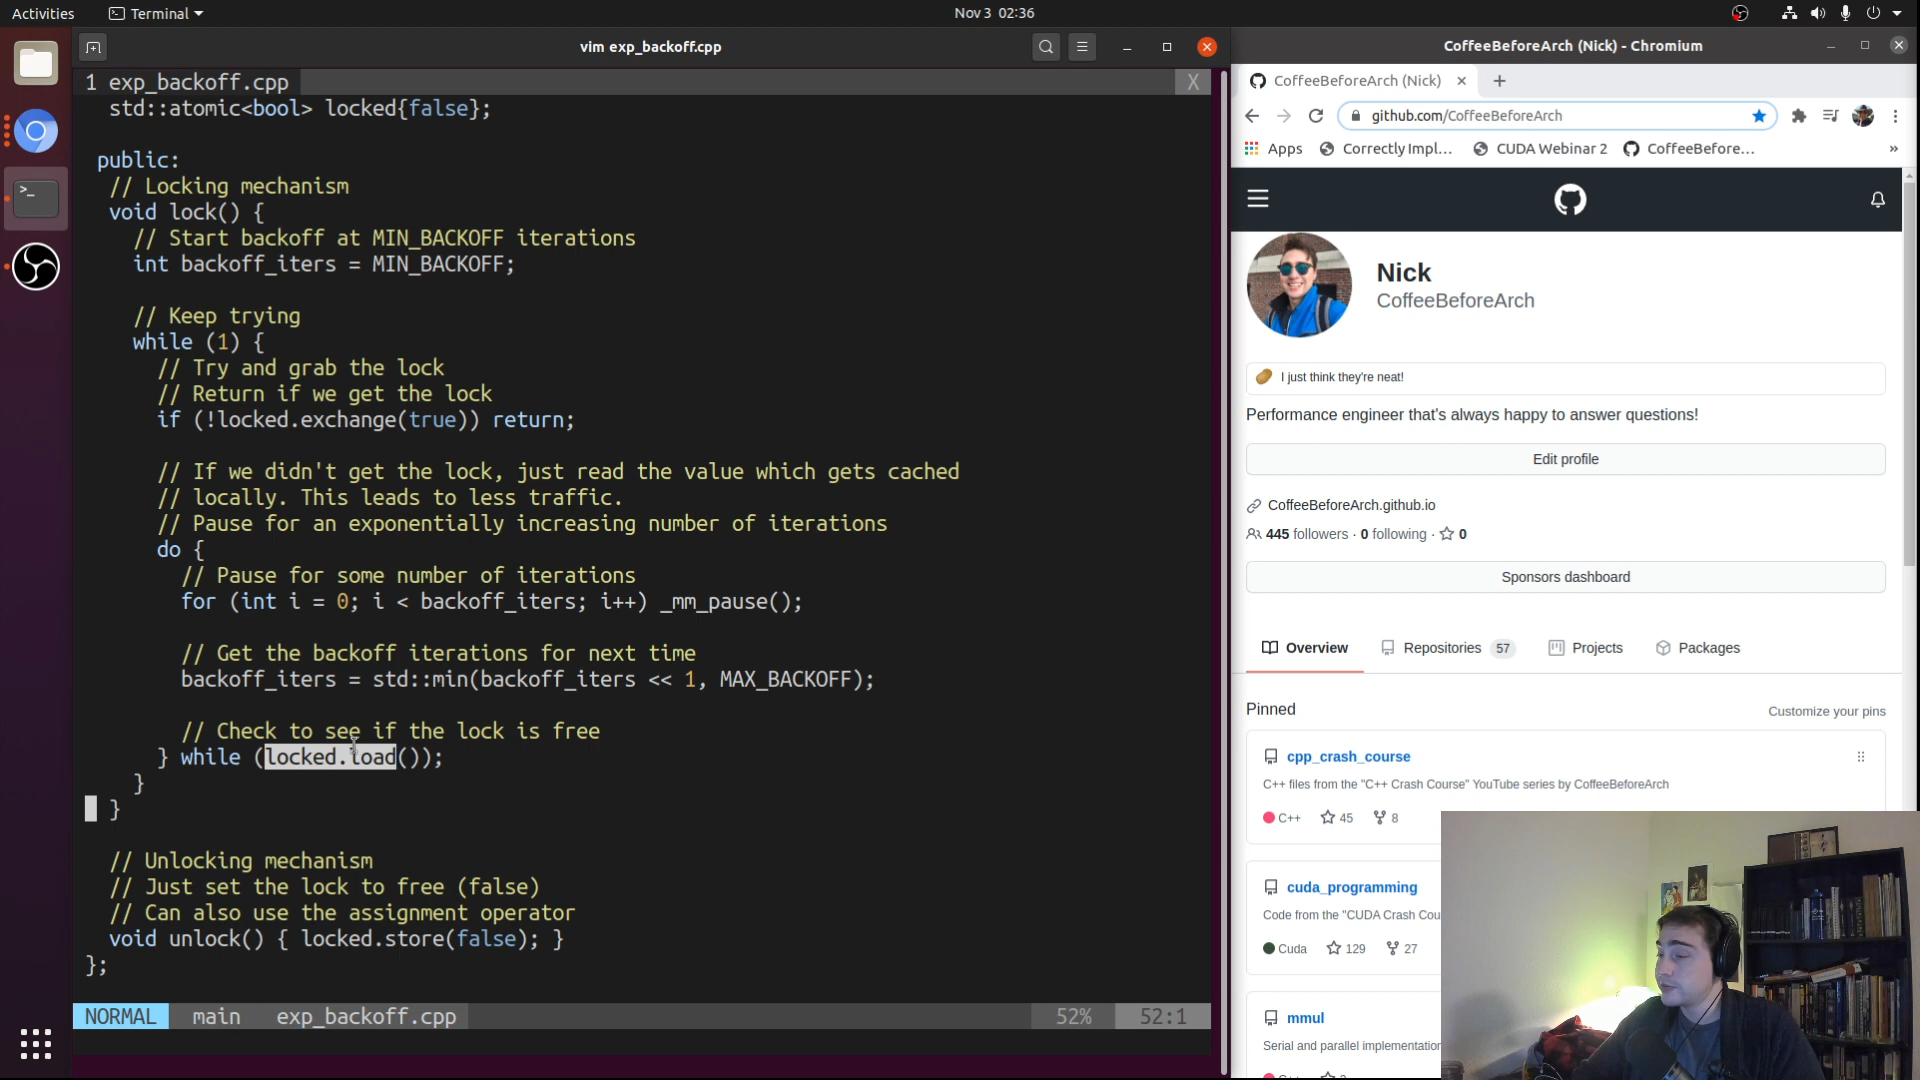 Activities
Terminal
Nov 3 02:36
vim exp_backoff.cpp
1 exp_backoff.cpp
X
std::atomic<bool> locked{false};
public:
// Locking mechanism
void lock() {
// Start backoff at MIN_BACKOFF iterations
int backoff_iters = MIN_BACKOFF;
// Keep trying
while (1) {
// Try and grab the lock
// Return if we get the lock
if (!locked.exchange(true)) return;
// If we didn't get the lock, just read the value which gets cached
// locally. This leads to less traffic.
// Pause for an exponentially increasing number of iterations
do {
// Pause for some number of iterations
for (int i = 0; i < backoff_iters; i++) _mm_pause();
// Get the backoff iterations for next time
backoff_iters = std::min(backoff_iters << 1, MAX_BACKOFF);
// Check to see if the lock is free
} while (locked.load());
}
}
// Unlocking mechanism
// Just set the lock to free (false)
// Can also use the assignment operator
void unlock() { locked.store(false); }
};
NORMAL main exp_backoff.cpp 52% 52:1
CoffeeBeforeArch (Nick) - Chromium
CoffeeBeforeArch (Nick)
github.com/CoffeeBeforeArch
Apps
Correctly Impl...
CUDA Webinar 2
CoffeeBefore...
»
Nick
CoffeeBeforeArch
I just think they're neat!
Performance engineer that's always happy to answer questions!
Edit profile
CoffeeBeforeArch.github.io
445 followers · 0 following · 0
Sponsors dashboard
Overview
Repositories 57
Projects
Packages
Pinned
Customize your pins
cpp_crash_course
C++ files from the "C++ Crash Course" YouTube series by CoffeeBeforeArch
C++ 45 8
cuda_programming
Code from the "CUDA Crash Cou
Cuda 129 27
mmul
Serial and parallel implementation